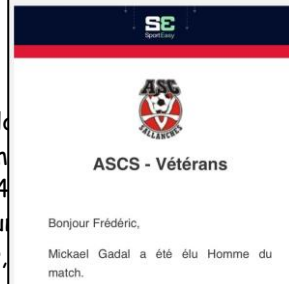 SE
SportEasy
ASC
SALLANCHES
ASCS - Vétérans
Bonjour Frédéric,
Mickael Gadal a été élu Homme du
match.